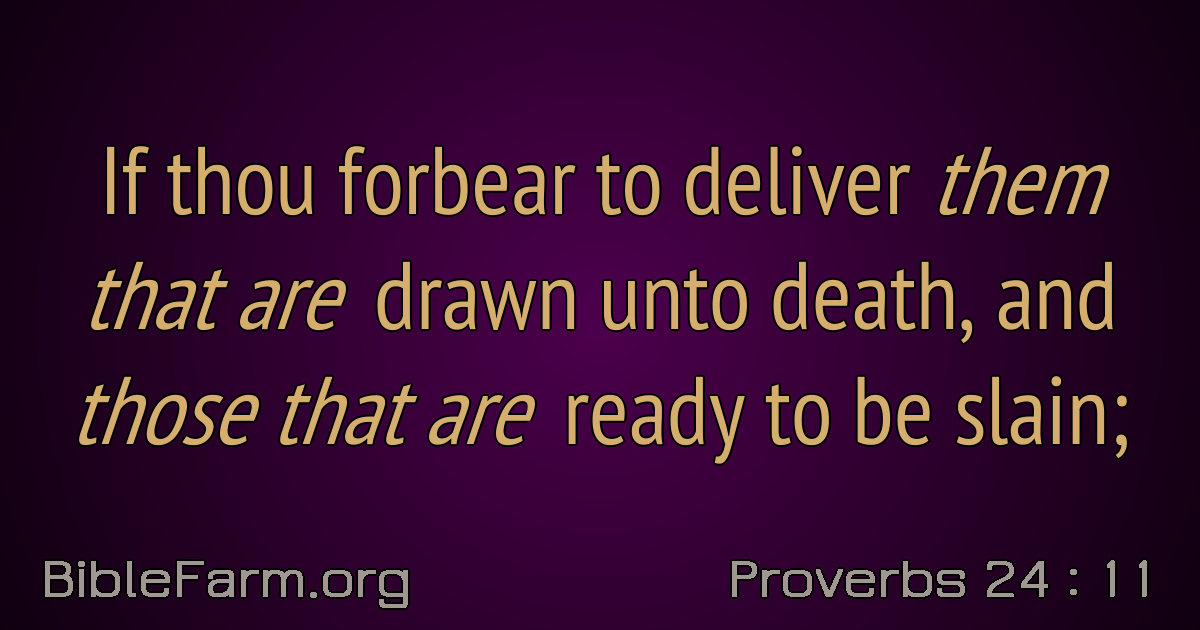 If thou forbear to deliver them
that are drawn unto death, and
those that are ready to be slain;
BibleFarm.org
Proverbs 24 : 11